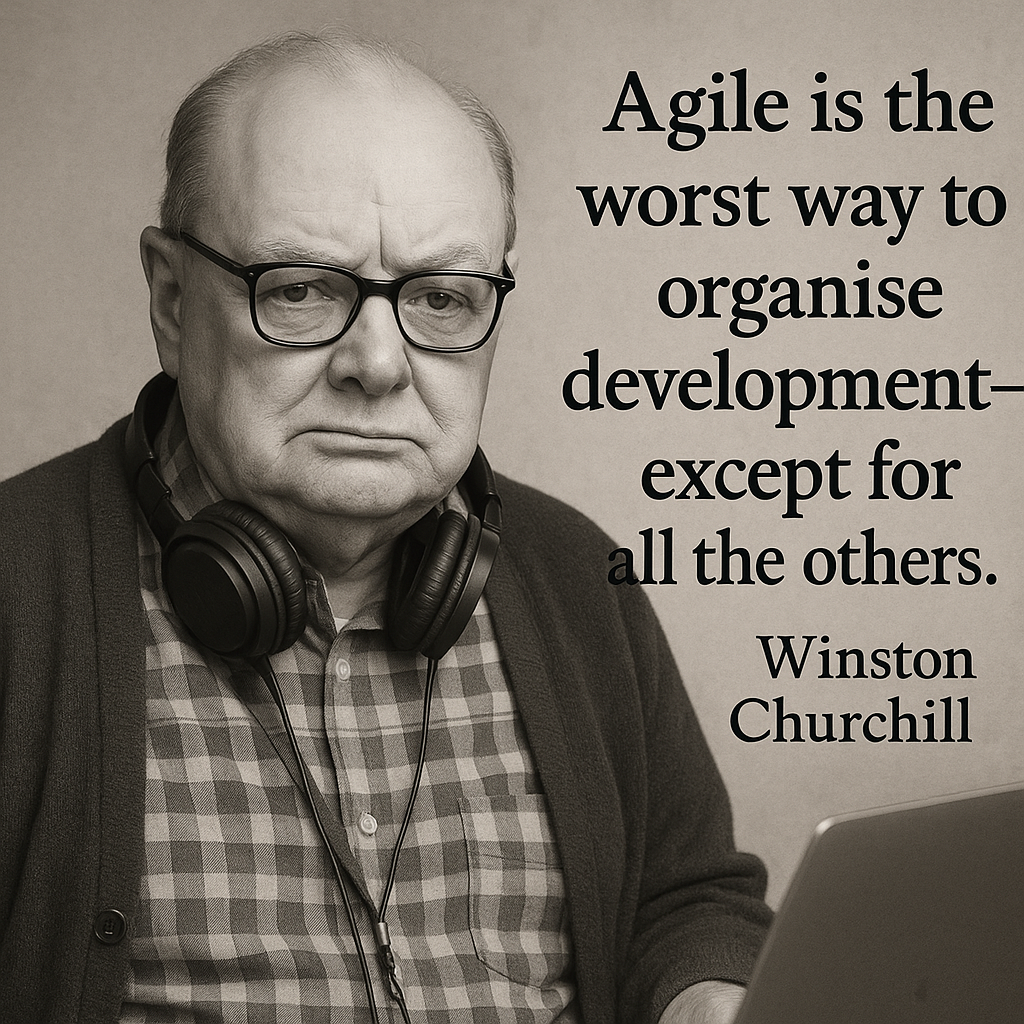 Agile is the
worst way to
organise
development—
except for
all the others.
Winston
Churchill